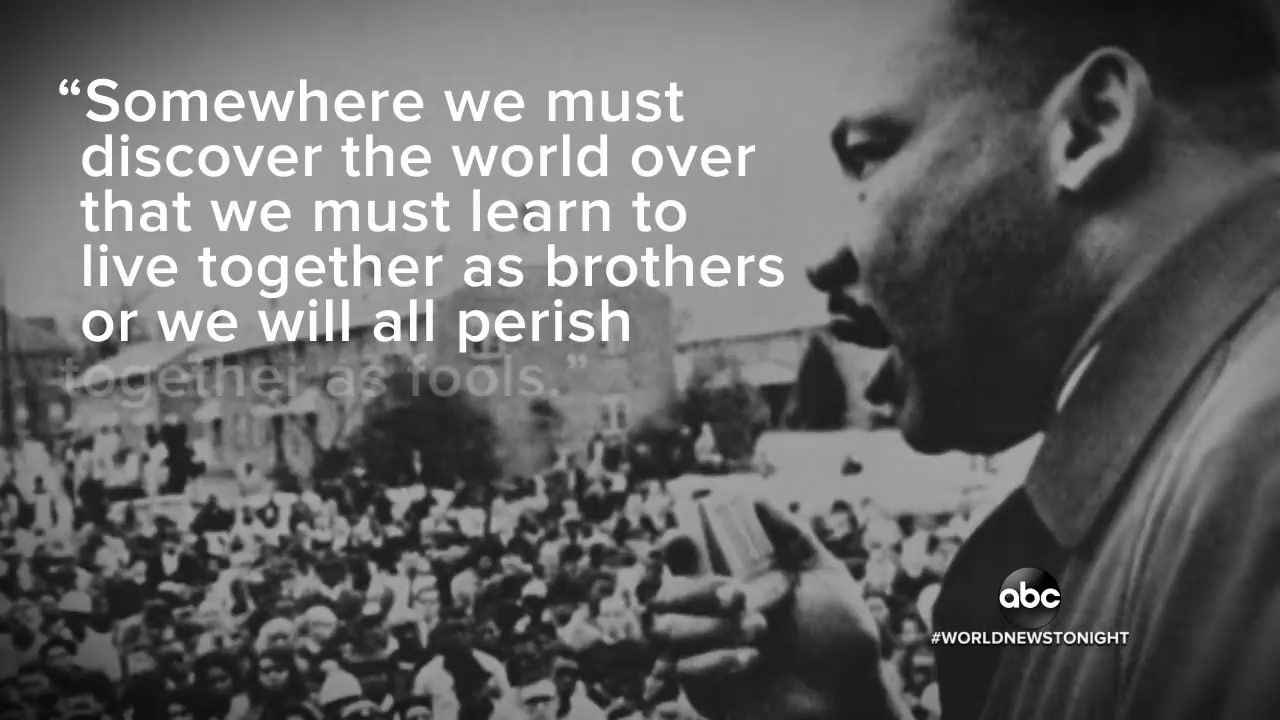 “Somewhere we must
discover the world over
that we must learn to
live together as brothers
or we will all perish
together as fools.”
abc
#WORLDNEWSTONIGHT